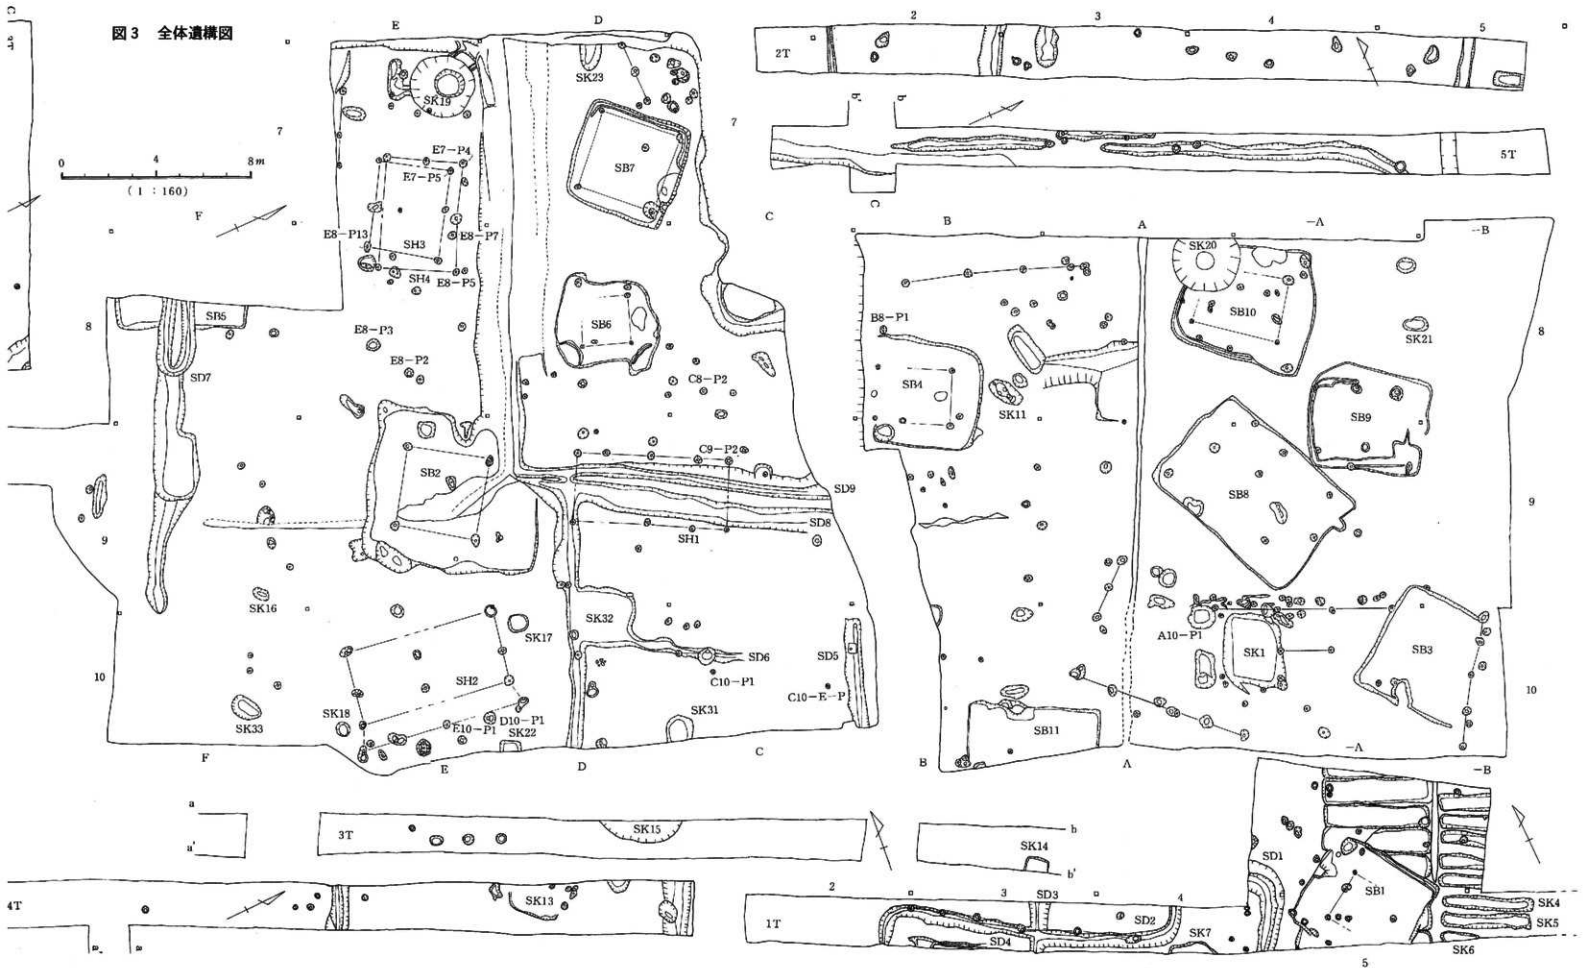 図3 全体遺構図
C
E
D
2
3
4
5
2T
SK23
SK19
7
7
b'
b
0
4
8m
(1:160)
E7-P4
E7-P5
SB7
5T
F
C
C
B
A
-A
-B
E8-P13
SH3
E8-P7
SH4
E8-P5
SK20
8
SB5
SB6
B8-P1
SB10
8
E8-P3
SK21
SD7
E8-P2
C8-P2
SB4
SK11
SB9
C9-P2
SB2
SD9
SB8
9
SD8
9
SH1
SK16
SK32
SK17
A10-P1
SD6
SD5
SK1
SB3
10
SH2
C10-P1
C10-E-P
10
SK18
D10-P1
SK33
E10-P1
SK22
SK31
SB11
F
E
D
C
B
A
-A
-B
a
3T
SK15
b
a'
SK14
b'
SD1
2
3
SD3
4
SB1
SK4
4T
SK13
1T
SD2
SK5
SD4
SK7
SK6
5